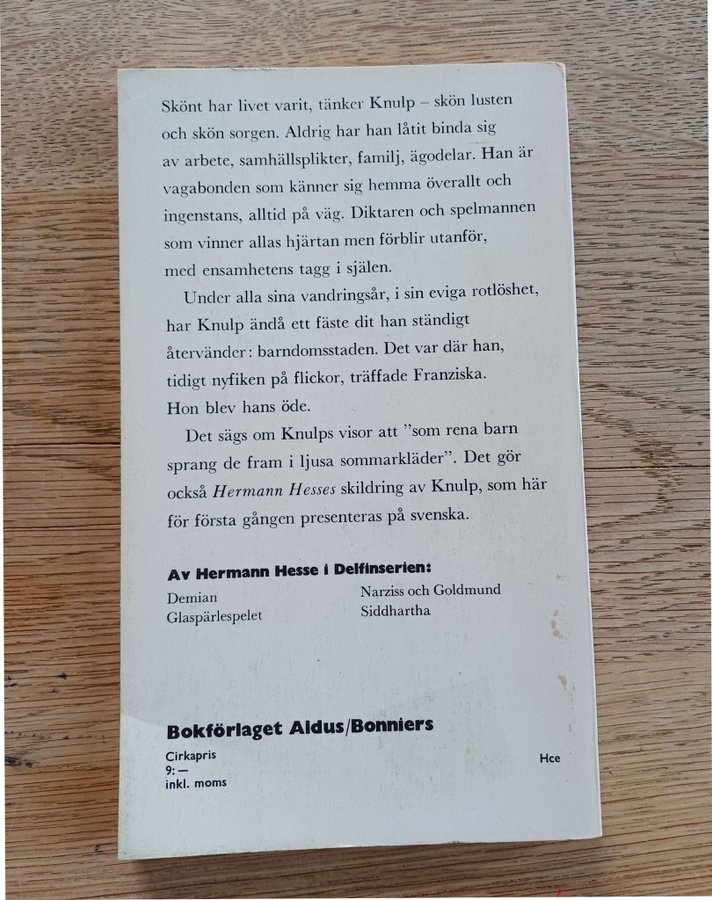 Skönt har livet varit, tänker Knulp – skön lusten
och skön sorgen. Aldrig har han låtit binda sig
av arbete, samhällsplikter, familj, ägodelar. Han är
vagabonden som känner sig hemma överallt och
ingenstans, alltid på väg. Diktaren och spelmannen
som vinner allas hjärtan men förblir utanför,
med ensamhetens tagg i själen.
Under alla sina vandringsår, i sin eviga rotlöshet,
har Knulp ändå ett fäste dit han ständigt
återvänder: barndomsstaden. Det var där han,
tidigt nyfiken på flickor, träffade Franziska.
Hon blev hans öde.
Det sägs om Knulps visor att ”som rena barn
sprang de fram i ljusa sommarkläder”. Det gör
också Hermann Hesses skildring av Knulp, som här
för första gången presenteras på svenska.
Av Hermann Hesse i Delfinserien:
Demian
Glaspärlespelet
Narziss och Goldmund
Siddhartha
Bokförlaget Aldus/Bonniers
Cirkapris
9:—
inkl. moms
Hce